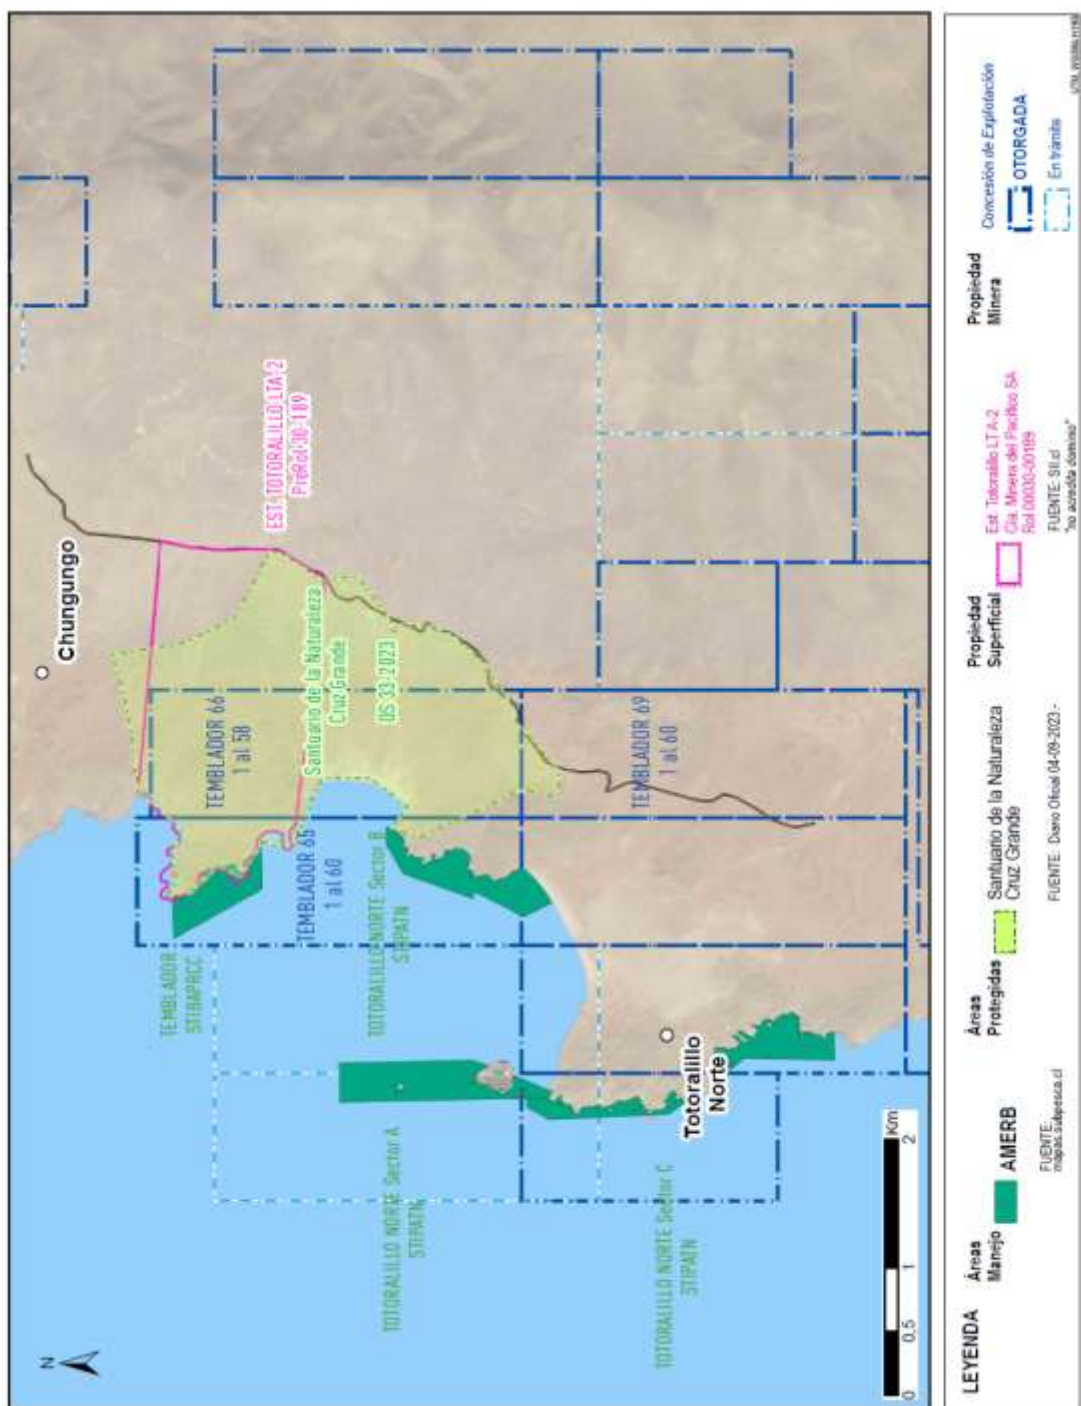 N
Chungungo
EST. TOTORALILLO LTA-2
PreRol-30-189
TEMBLADOR 66
1 al 58
Santuario de la Naturaleza
Cruz Grande
DS 33-2023
TEMBLADOR
STIBAPRCC
TEMBLADOR 65
1 al 60
TOTORALILLO NORTE Sector B
STIPATN
TOTORALILLO NORTE Sector A
STIPATN
TEMBLADOR 69
1 al 60
TOTORALILLO NORTE Sector C
STIPATN
Totoralillo
Norte
0 0.5 1 2
Km
LEYENDA
Áreas
Manejo
AMERB
FUENTE:
mapas.subpesca.cl
Áreas
Protegidas
Santuario de la Naturaleza
Cruz Grande
FUENTE: Diario Oficial 04-09-2023-
Propiedad
Superficial
Est. Totoralillo LT A-2
Cía. Minera del Pacífico SA
Rol 00030-00189
FUENTE: SII.cl
"no acredita dominio"
Propiedad
Minera
Concesión de Explotación
OTORGADA
En trámite